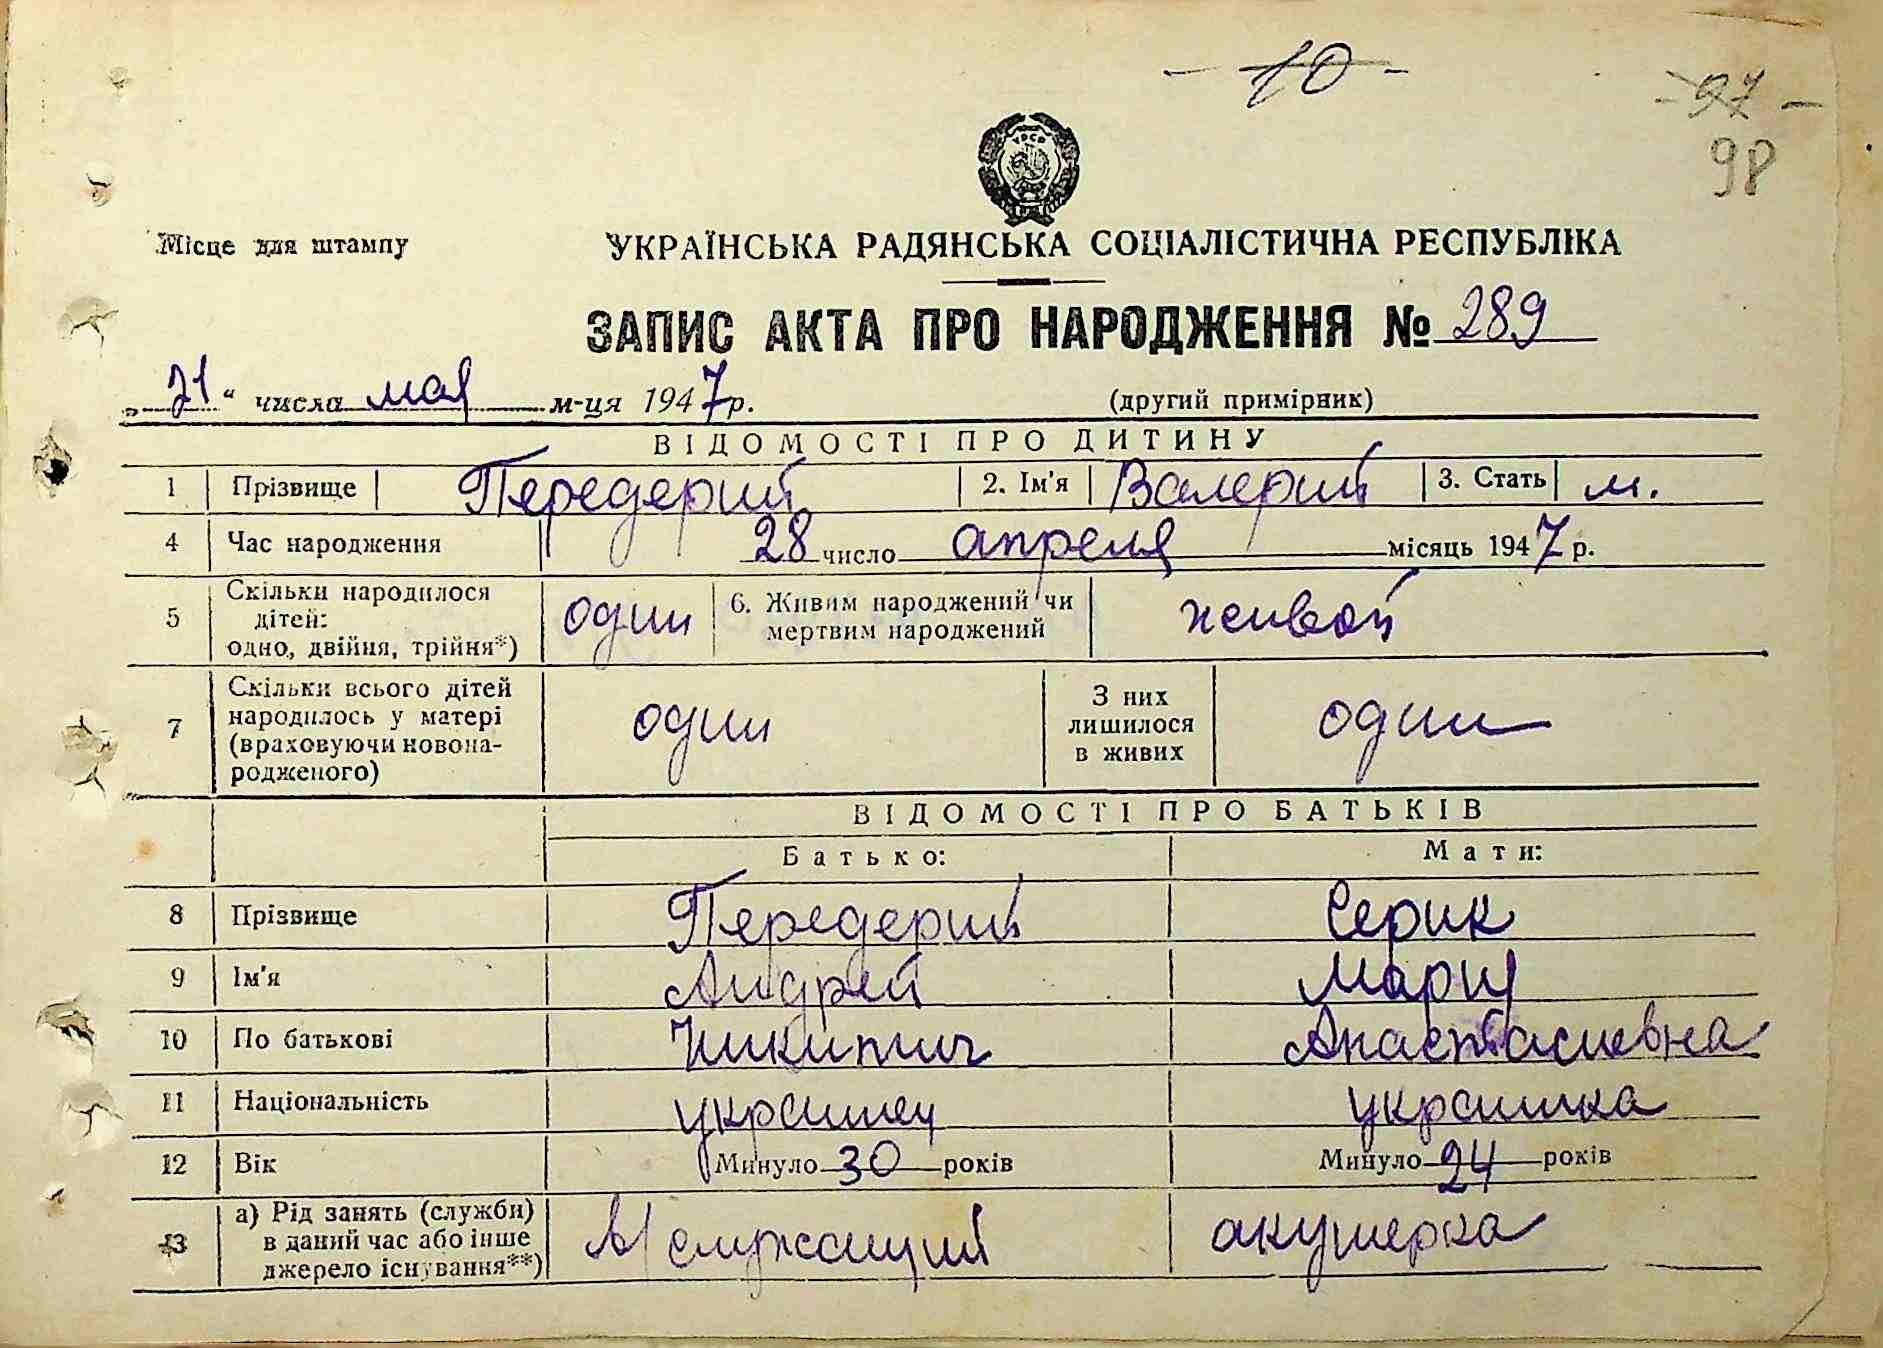 - 10 -
- 97 -
98
Місце для штампу
УКРАЇНСЬКА РАДЯНСЬКА СОЦІАЛІСТИЧНА РЕСПУБЛІКА
ЗАПИС АКТА ПРО НАРОДЖЕННЯ № 289
„21“ числа мая м-ця 1947 р. (другий примірник)
ВІДОМОСТІ ПРО ДИТИНУ
1 Прізвище Передерий 2. Ім'я Валерий 3. Стать м.
4 Час народження 28 число апреля місяць 1947 р.
5 Скільки народилося дітей: одно, двійня, трійня*) один 6. Живим народжений чи мертвим народжений живой
7 Скільки всього дітей народилось у матері (враховуючи новонародженого) один З них лишилося в живих один
ВІДОМОСТІ ПРО БАТЬКІВ
Батько: Мати:
8 Прізвище Передерий Серик
9 Ім'я Андрей Мария
10 По батькові Никитич Анастасиевна
11 Національність украинец украинка
12 Вік Минуло 30 років Минуло 24 років
13 а) Рід занять (служби) в даний час або інше джерело існування**) служащий акушерка